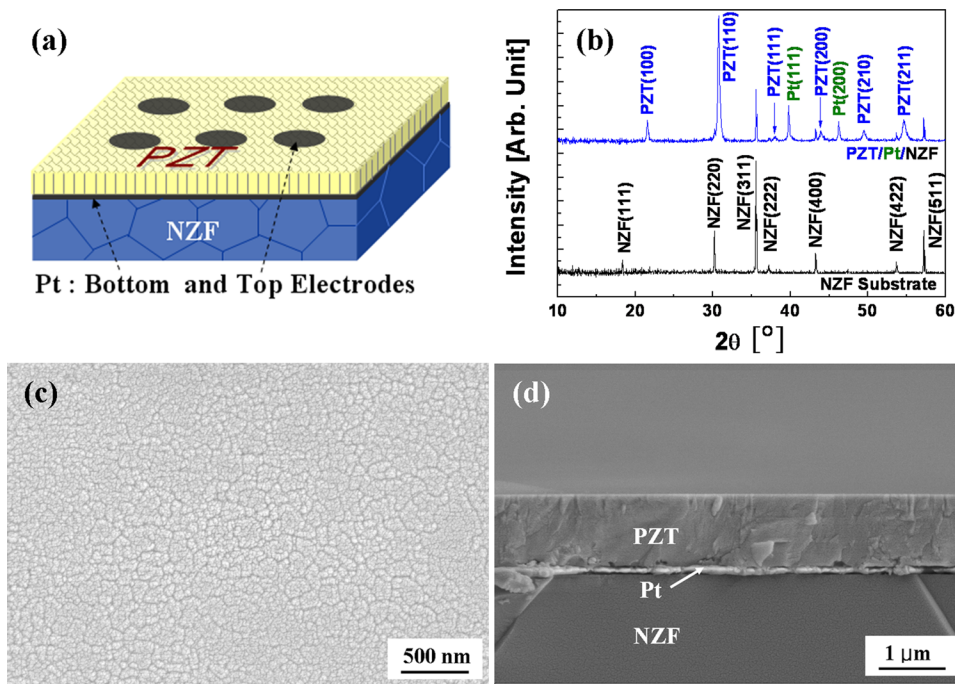 (a)
PZT
NZF
Pt : Bottom and Top Electrodes
(b)
Intensity [Arb. Unit]
PZT(100)
PZT(110)
PZT(111)
Pt(111)
PZT(200)
Pt(200)
PZT(210)
PZT(211)
PZT/Pt/NZF
NZF(111)
NZF(220)
NZF(311)
NZF(222)
NZF(400)
NZF(422)
NZF(511)
NZF Substrate
10 20 30 40 50 60
2θ [°]
(c)
500 nm
(d)
PZT
Pt
NZF
1 μm